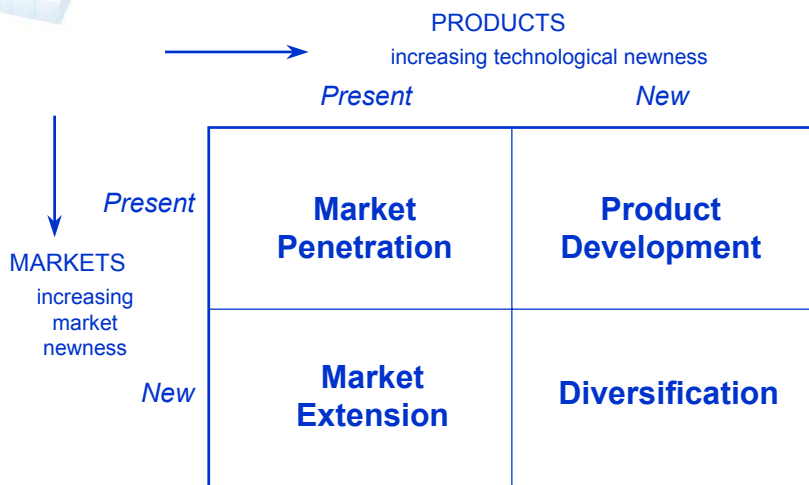 PRODUCTS
increasing technological newness
Present
New
Present
Market
Penetration
Product
Development
MARKETS
increasing
market
newness
New
Market
Extension
Diversification